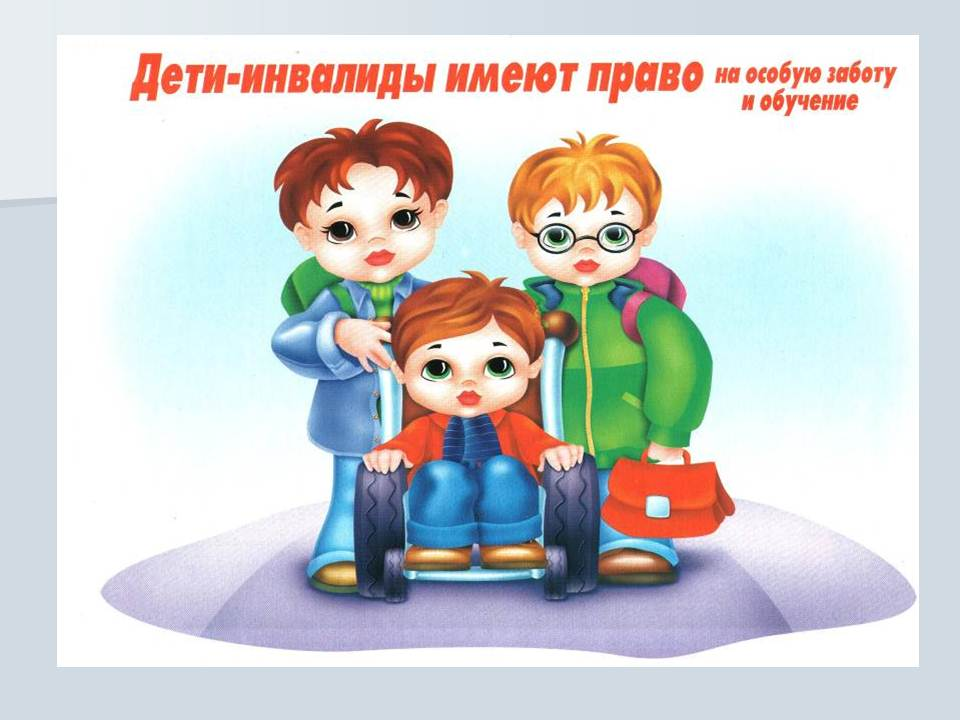 Дети-инвалиды имеют право на особую заботу
и обучение